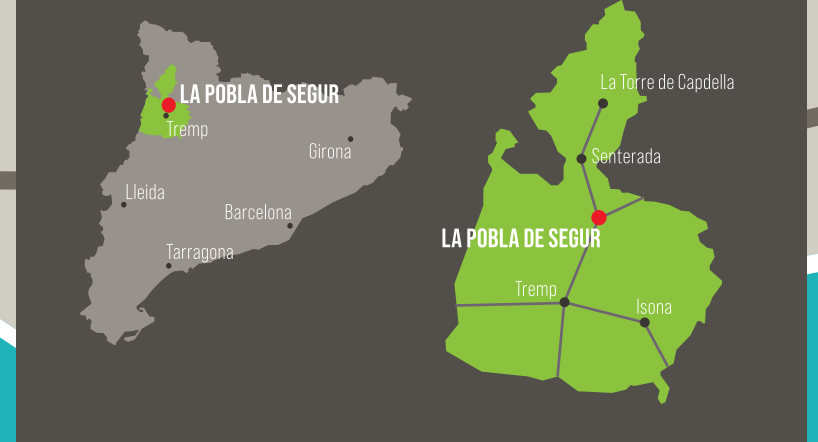 LA POBLA DE SEGUR
Tremp
Girona
Lleida
Barcelona
Tarragona
La Torre de Capdella
Senterada
LA POBLA DE SEGUR
Tremp
Isona